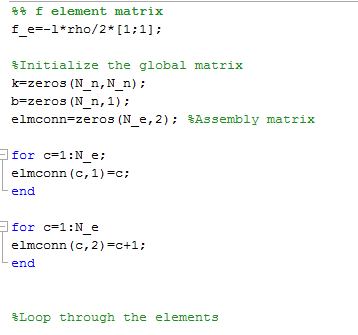 %% f element matrix
f_e=-l*rho/2*[1;1];
%Initialize the global matrix
k=zeros(N_n,N_n);
b=zeros(N_n,1);
elmconn=zeros(N_e,2); %Assembly matrix
for c=1:N_e;
elmconn(c,1)=c;
end
for c=1:N_e
elmconn(c,2)=c+1;
end
%Loop through the elements